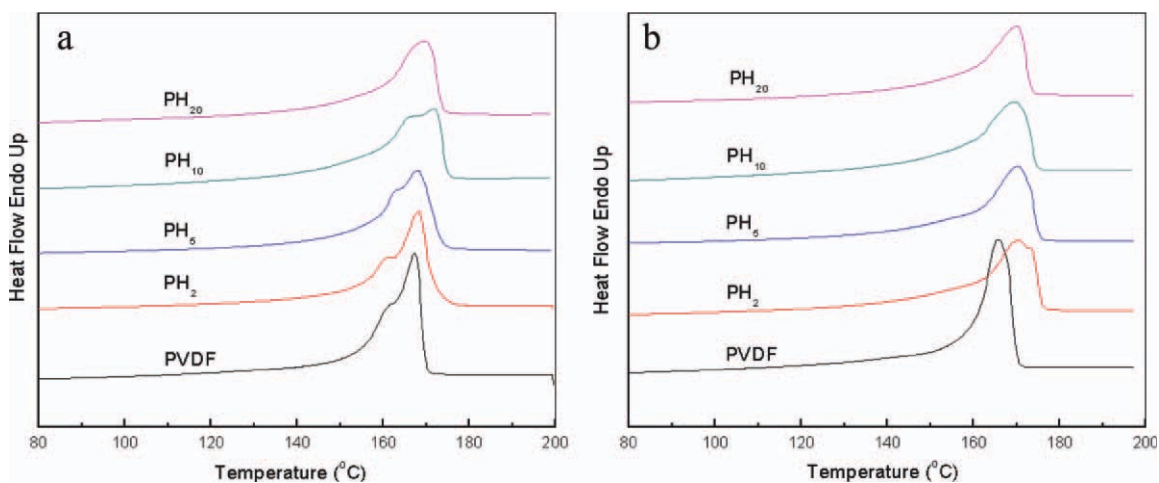 a
PH20
PH10
PH5
PH2
PVDF
Heat Flow Endo Up
80 100 120 140 160 180 200
Temperature (°C)
b
PH20
PH10
PH5
PH2
PVDF
Heat Flow Endo Up
80 100 120 140 160 180 200
Temperature (°C)